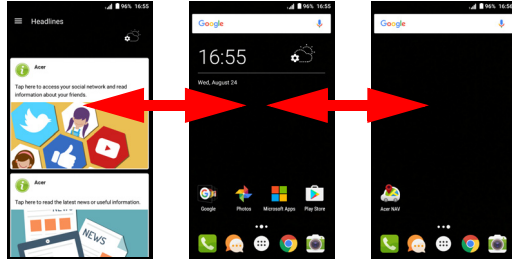 96% 16:55
Headlines
Acer
Tap here to access your social network and read
information about your friends.
Acer
Tap here to read the latest news or useful information.
NEWS
96% 16:55
Google
16:55
Wed, August 24
Google
Photos
Microsoft Apps
Play Store
96% 16:56
Google
Acer NAV